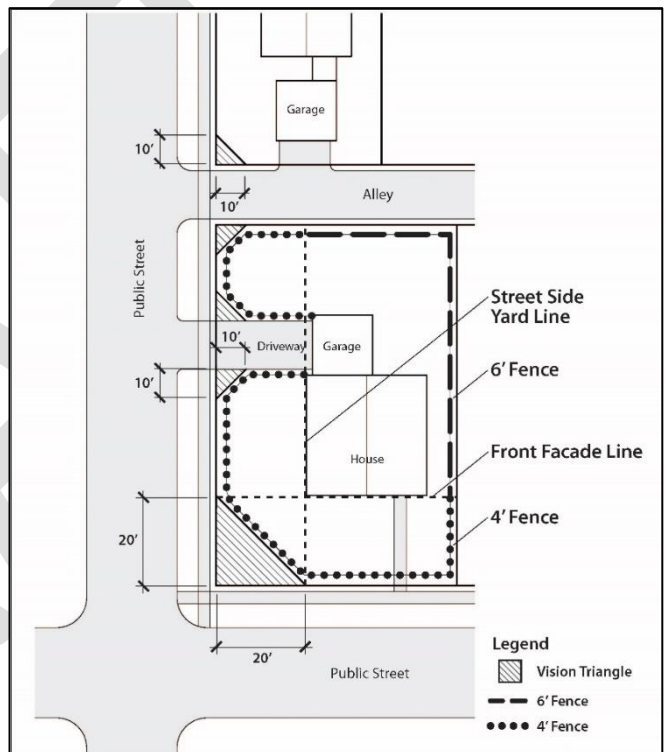 Garage
10'
Alley
10'
Public Street
Street Side
Yard Line
10'
Driveway
Garage
6' Fence
10'
House
Front Facade Line
4' Fence
20'
20'
Public Street
Legend
Vision Triangle
6' Fence
4' Fence